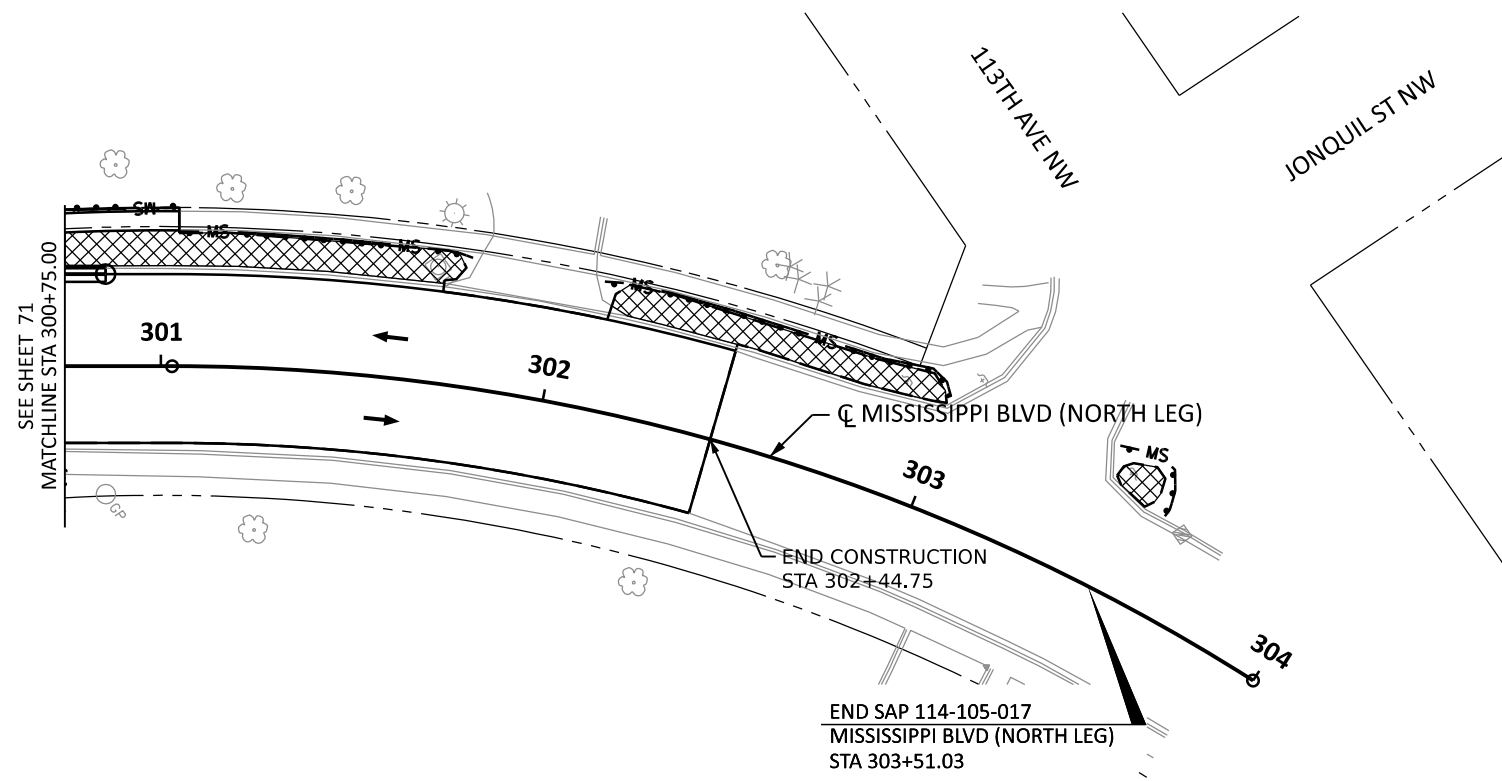 113TH AVE NW
JONQUIL ST NW
SW
MS
MS
MS
MS
SEE SHEET 71
MATCHLINE STA 300+75.00
301
302
℄ MISSISSIPPI BLVD (NORTH LEG)
MS
303
GP
END CONSTRUCTION
STA 302+44.75
304
END SAP 114-105-017
MISSISSIPPI BLVD (NORTH LEG)
STA 303+51.03